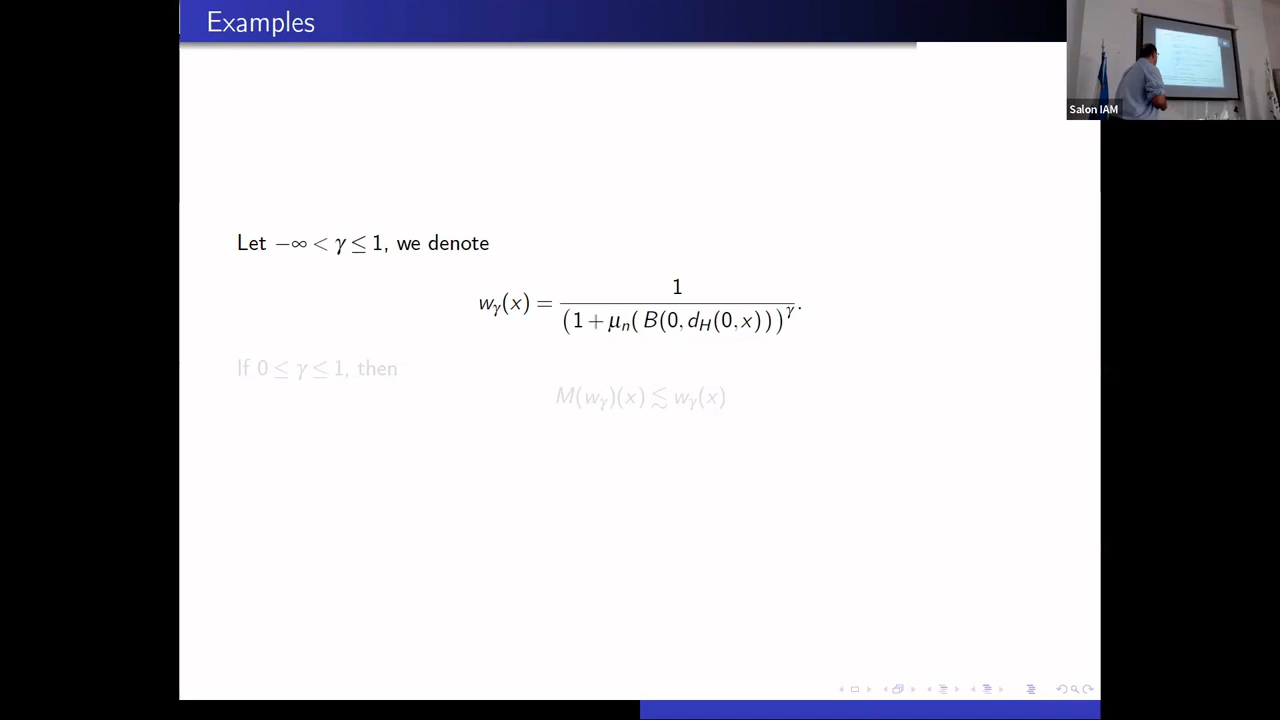 Examples
Salon IAM
Let −∞ < γ ≤ 1, we denote
w_γ(x) = 1 / (1 + μ_n( B(0, d_H(0, x))))^γ.
If 0 ≤ γ ≤ 1, then
M(w_γ)(x) ≲ w_γ(x)